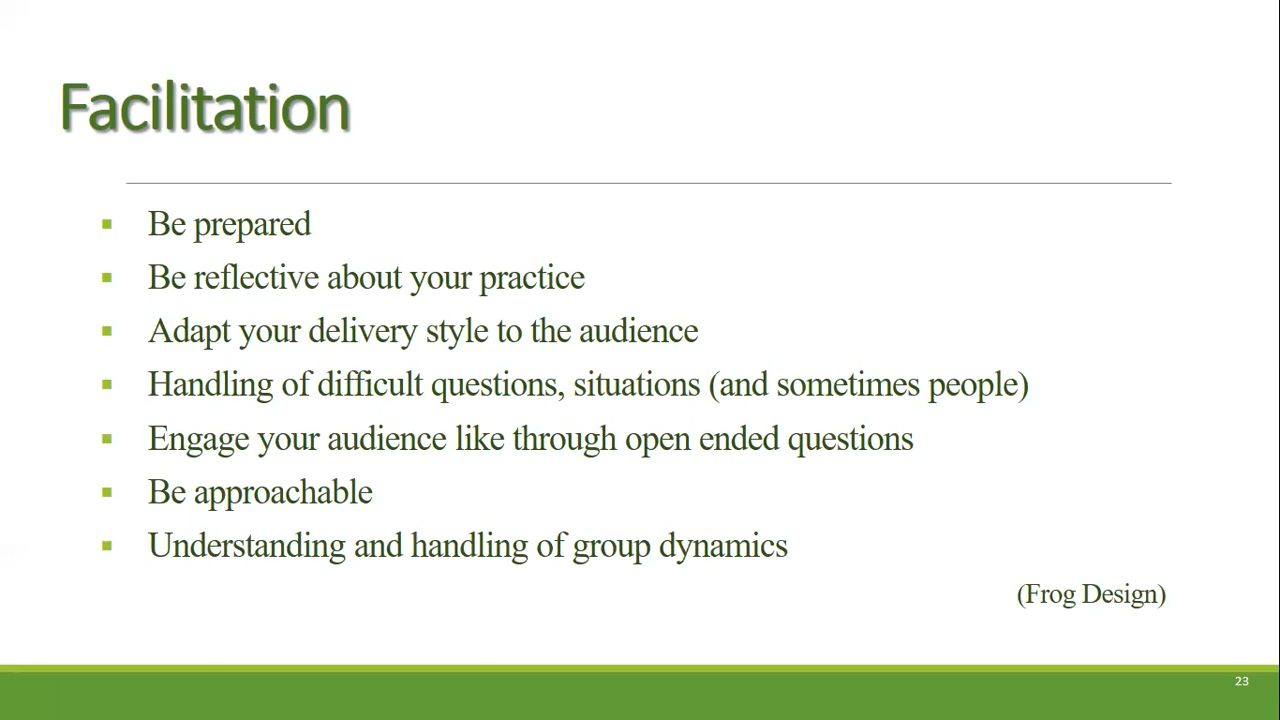 Facilitation
▪ Be prepared
▪ Be reflective about your practice
▪ Adapt your delivery style to the audience
▪ Handling of difficult questions, situations (and sometimes people)
▪ Engage your audience like through open ended questions
▪ Be approachable
▪ Understanding and handling of group dynamics
(Frog Design)
23